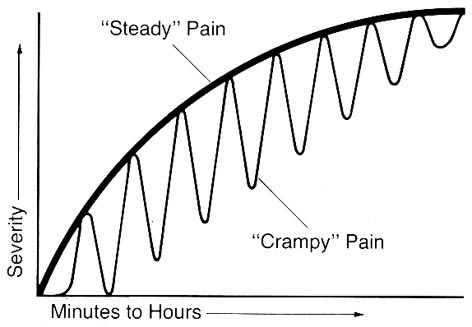 “Steady” Pain
Severity
“Crampy” Pain
Minutes to Hours